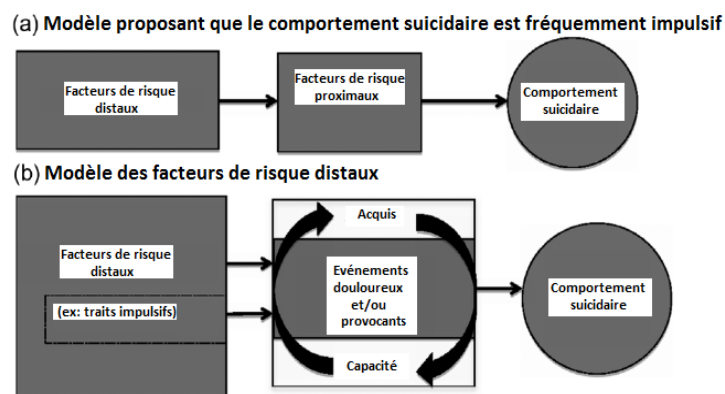 (a) Modèle proposant que le comportement suicidaire est fréquemment impulsif
Facteurs de risque
distaux
Facteurs de risque
proximaux
Comportement
suicidaire
(b) Modèle des facteurs de risque distaux
Facteurs de risque
distaux
(ex: traits impulsifs)
Acquis
Evénements
douloureux
et/ou
provocants
Capacité
Comportement
suicidaire